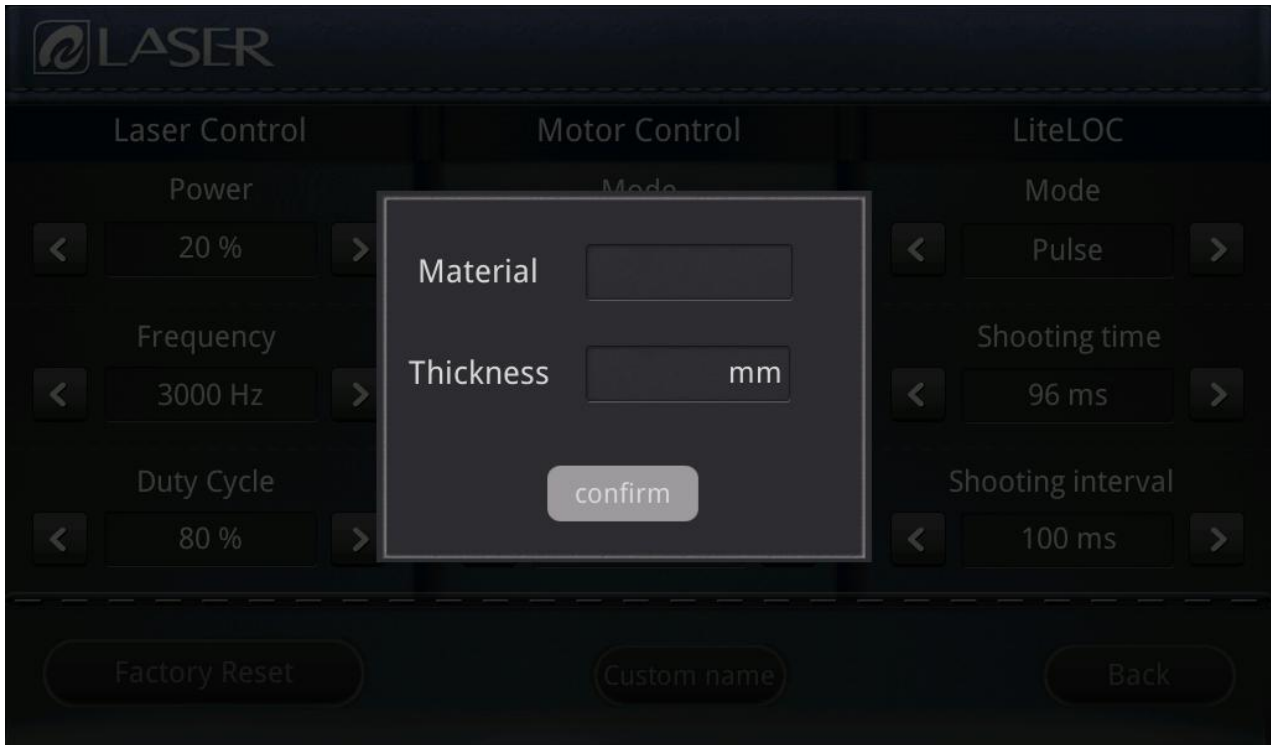 LASER
Laser Control
Motor Control
LiteLOC
Power
Mode
Mode
20 %
Pulse
Material
Frequency
Shooting time
Thickness
mm
3000 Hz
96 ms
Duty Cycle
Shooting interval
confirm
80 %
100 ms
Factory Reset
Custom name
Back